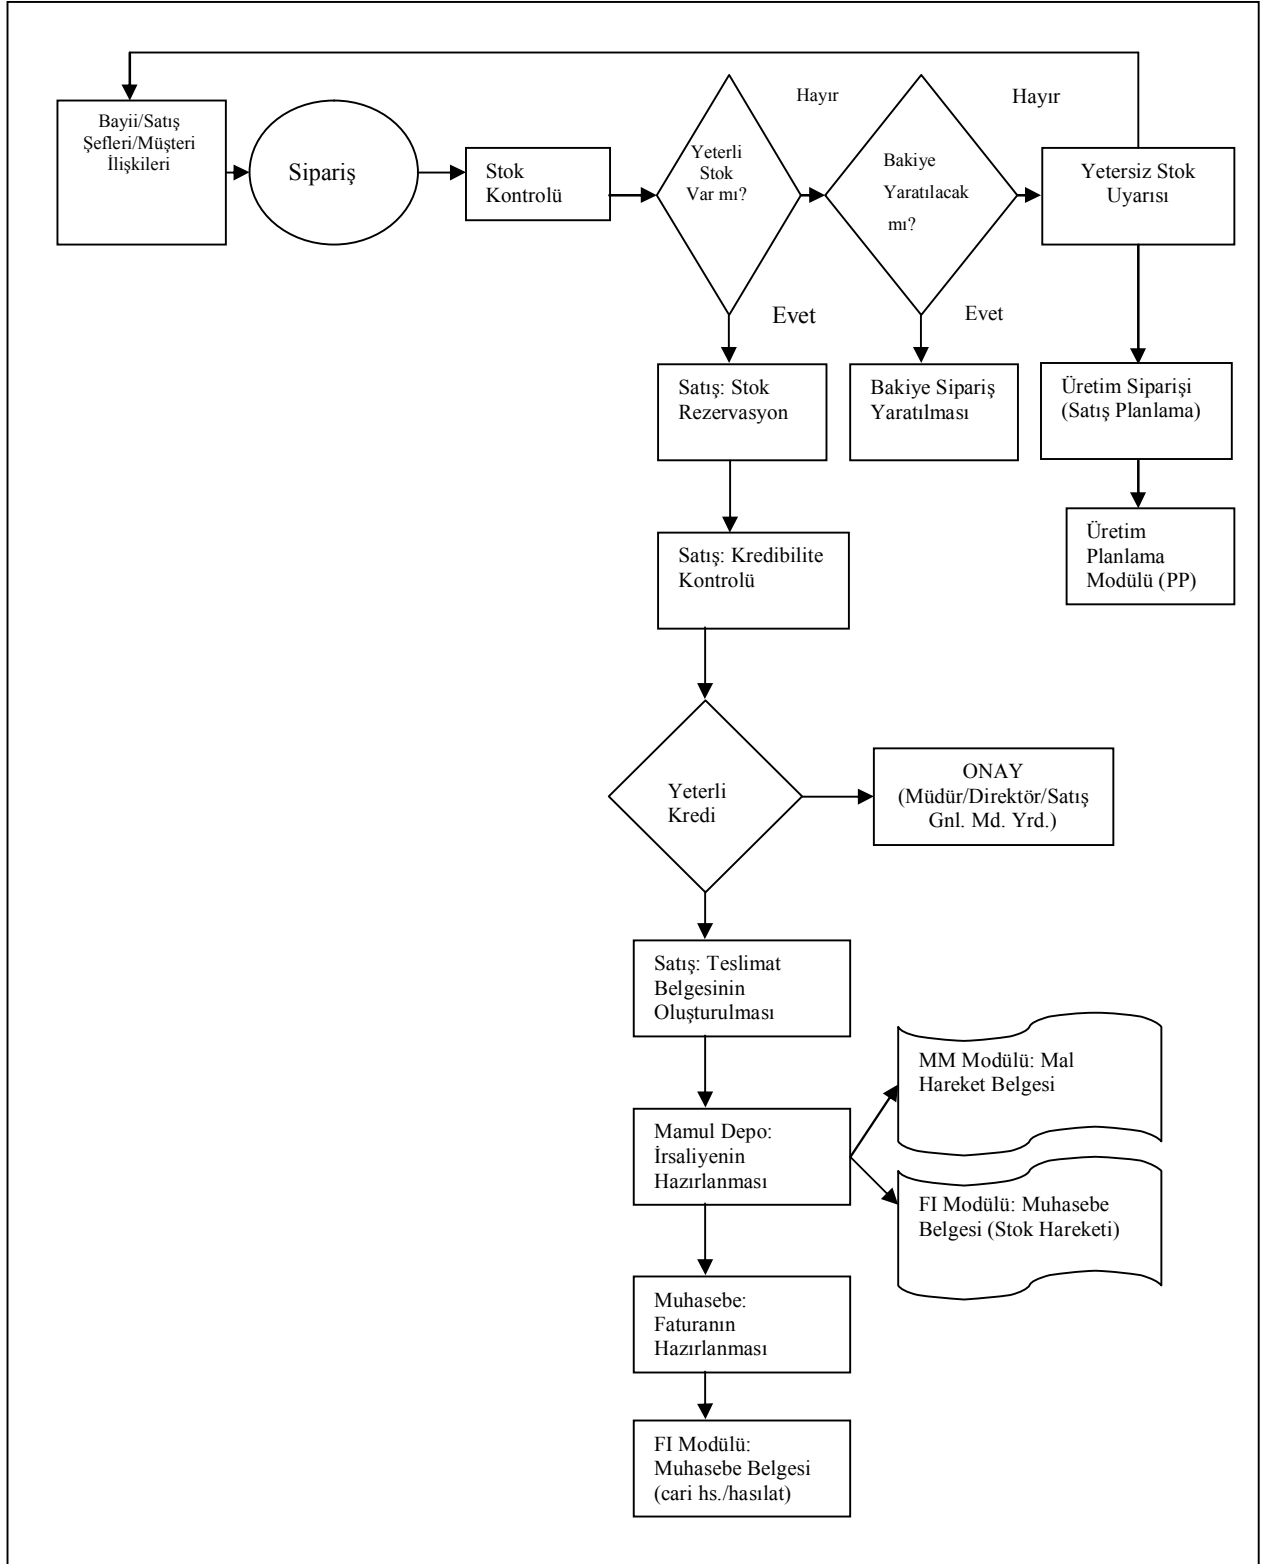 Bayii/Satış
Şefleri/Müşteri
İlişkileri
Sipariş
Stok
Kontrolü
Yeterli
Stok
Var mı?
Hayır
Bakiye
Yaratılacak
mı?
Hayır
Yetersiz Stok
Uyarısı
Evet
Evet
Satış: Stok
Rezervasyon
Bakiye Sipariş
Yaratılması
Üretim Siparişi
(Satış Planlama)
Üretim
Planlama
Modülü (PP)
Satış: Kredibilite
Kontrolü
Yeterli
Kredi
ONAY
(Müdür/Direktör/Satış
Gnl. Md. Yrd.)
Satış: Teslimat
Belgesinin
Oluşturulması
MM Modülü: Mal
Hareket Belgesi
Mamul Depo:
İrsaliyenin
Hazırlanması
FI Modülü: Muhasebe
Belgesi (Stok Hareketi)
Muhasebe:
Faturanın
Hazırlanması
FI Modülü:
Muhasebe Belgesi
(cari hs./hasılat)